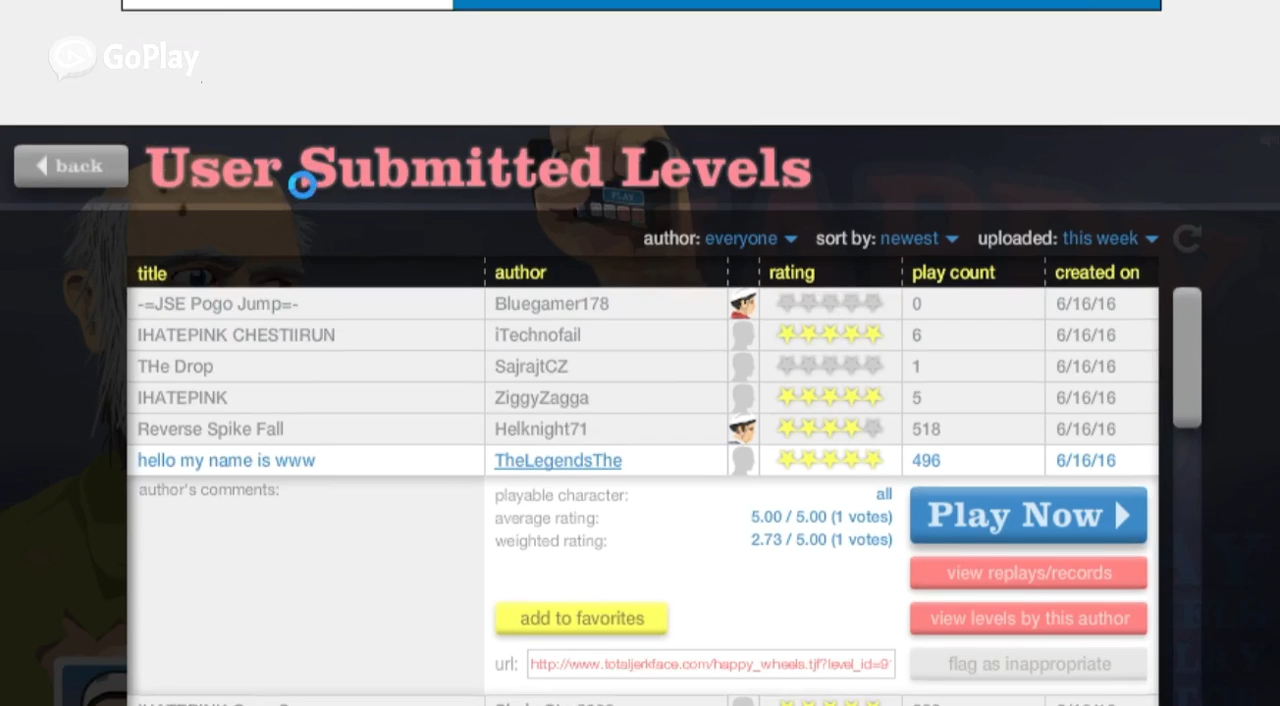 GoPlay
back
User Submitted Levels
PLAY
author: everyone sort by: newest uploaded: this week
title author rating play count created on
-=JSE Pogo Jump=- Bluegamer178 0 6/16/16
IHATEPINK CHESTIIRUN iTechnofail 6 6/16/16
THe Drop SajrajtCZ 1 6/16/16
IHATEPINK ZiggyZagga 5 6/16/16
Reverse Spike Fall Helknight71 518 6/16/16
hello my name is www TheLegendsThe 496 6/16/16
author's comments:
playable character: all
average rating: 5.00 / 5.00 (1 votes)
weighted rating: 2.73 / 5.00 (1 votes)
Play Now
view replays/records
add to favorites
view levels by this author
url: http://www.totaljerkface.com/happy_wheels.tjf?level_id=9
flag as inappropriate